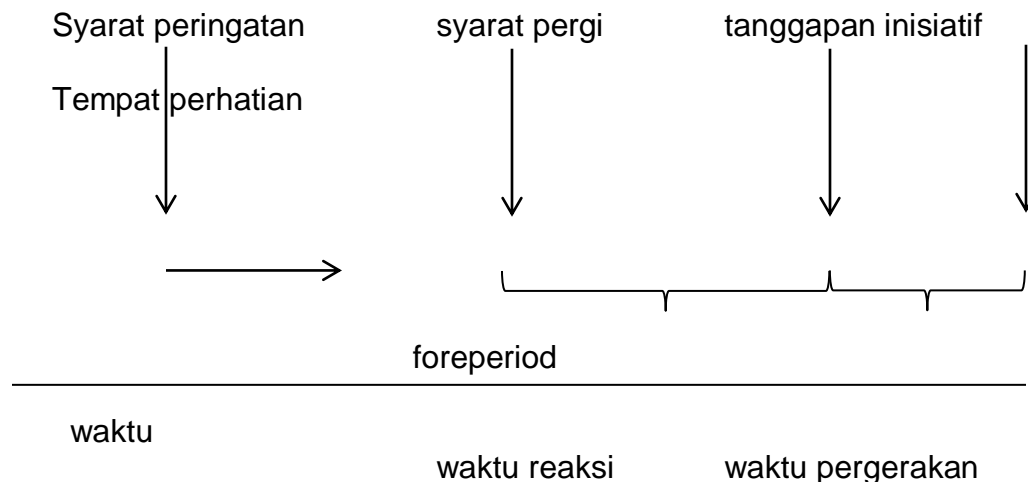 Syarat peringatan syarat pergi tanggapan inisiatif
Tempat perhatian
foreperiod
waktu
waktu reaksi waktu pergerakan